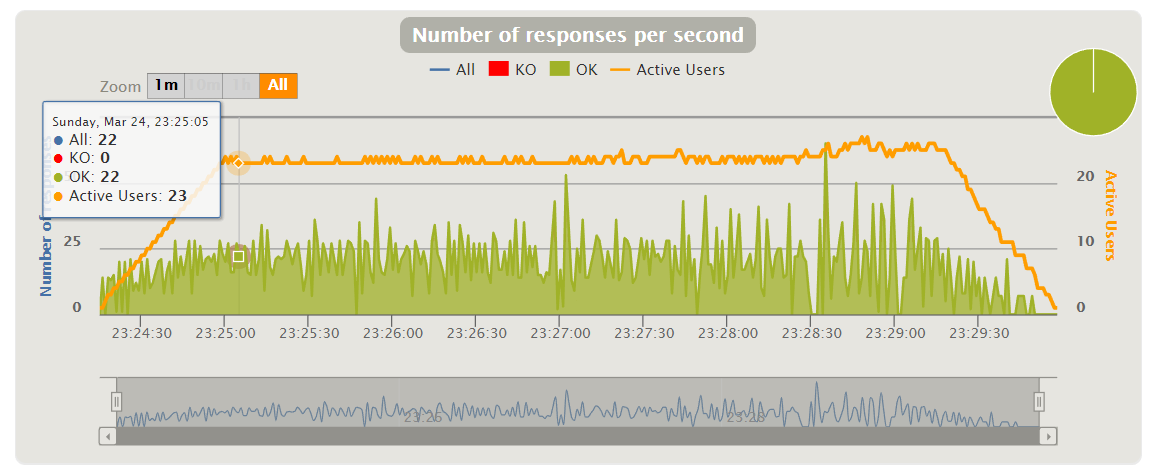 Number of responses per second
All KO OK Active Users
Zoom 1m 10m 1h All
Sunday, Mar 24, 23:25:05
All: 22
KO: 0
OK: 22
Active Users: 23
Number of
25
0
20
10
0
Active Users
23:24:30 23:25:00 23:25:30 23:26:00 23:26:30 23:27:00 23:27:30 23:28:00 23:28:30 23:29:00 23:29:30
23:25 23:28